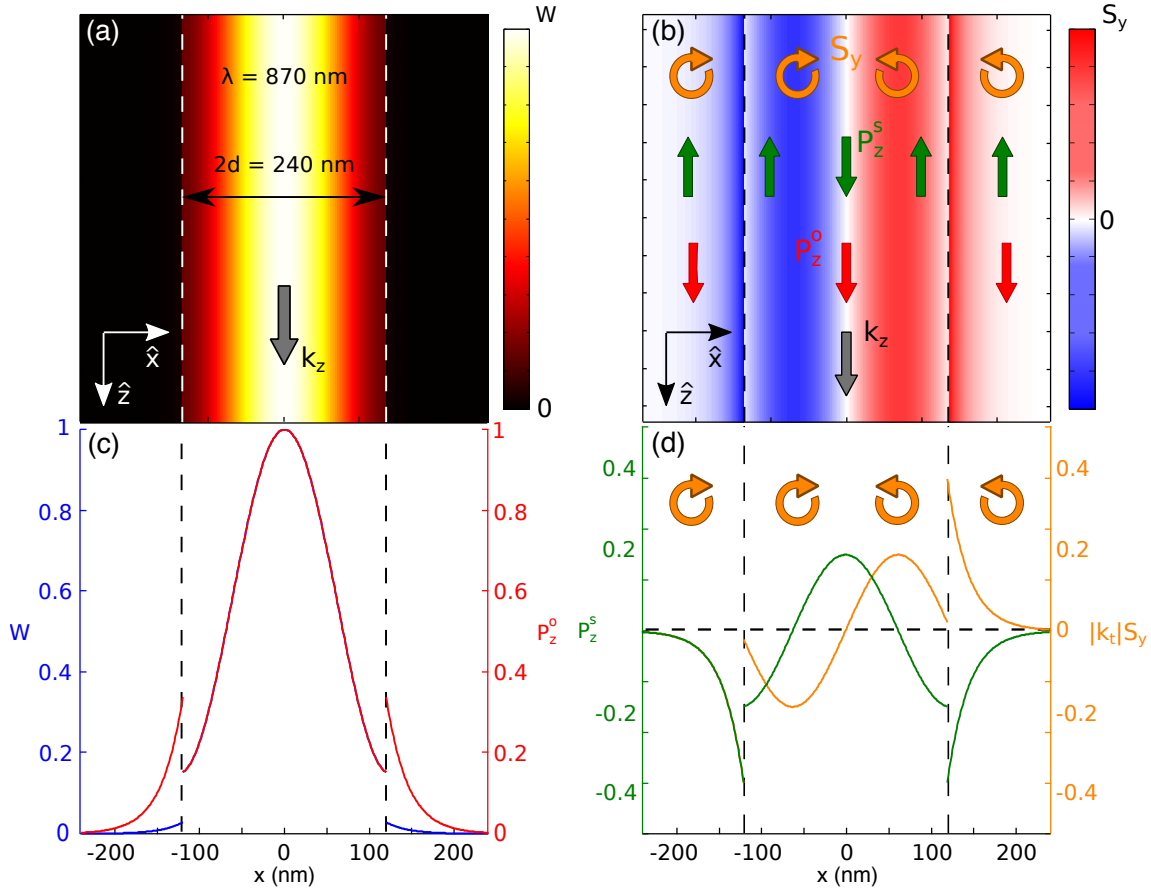 (a)
W
λ = 870 nm
2d = 240 nm
k_z
x̂
ẑ
0
(b)
S_y
S_y
P_z^s
P_z^o
0
k_z
x̂
ẑ
(c)
1
0.8
0.6
0.4
0.2
0
W
1
0.8
0.6
0.4
0.2
0
P_z^o
-200 -100 0 100 200
x (nm)
(d)
0.4
0.2
-0.2
-0.4
P_z^s
0.4
0.2
0
-0.2
-0.4
|k_t|S_y
-200 -100 0 100 200
x (nm)